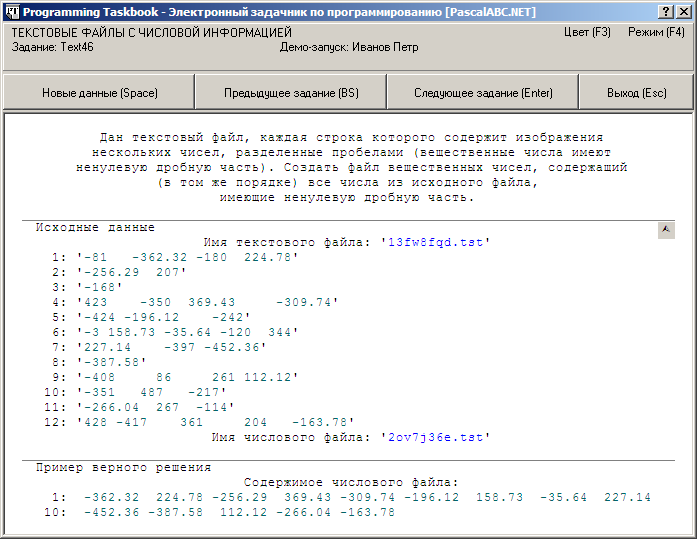 Programming Taskbook - Электронный задачник по программированию [PascalABC.NET]
ТЕКСТОВЫЕ ФАЙЛЫ С ЧИСЛОВОЙ ИНФОРМАЦИЕЙ Цвет (F3) Режим (F4)
Задание: Text46 Демо-запуск: Иванов Петр
Новые данные (Space) Предыдущее задание (BS) Следующее задание (Enter) Выход (Esc)
Дан текстовый файл, каждая строка которого содержит изображения
нескольких чисел, разделенные пробелами (вещественные числа имеют
ненулевую дробную часть). Создать файл вещественных чисел, содержащий
(в том же порядке) все числа из исходного файла,
имеющие ненулевую дробную часть.
Исходные данные
Имя текстового файла: '13fw8fqd.tst'
1: '-81   -362.32 -180  224.78'
2: '-256.29  207'
3: '-168'
4: '423    -350  369.43     -309.74'
5: '-424 -196.12    -242'
6: '-3 158.73 -35.64 -120  344'
7: '227.14    -397 -452.36'
8: '-387.58'
9: '-408     86     261 112.12'
10: '-351   487   -217'
11: '-266.04  267  -114'
12: '428 -417    361     204   -163.78'
Имя числового файла: '2ov7j36e.tst'
Пример верного решения
Содержимое числового файла:
1:  -362.32  224.78 -256.29  369.43 -309.74 -196.12  158.73  -35.64  227.14
10:  -452.36 -387.58  112.12 -266.04 -163.78